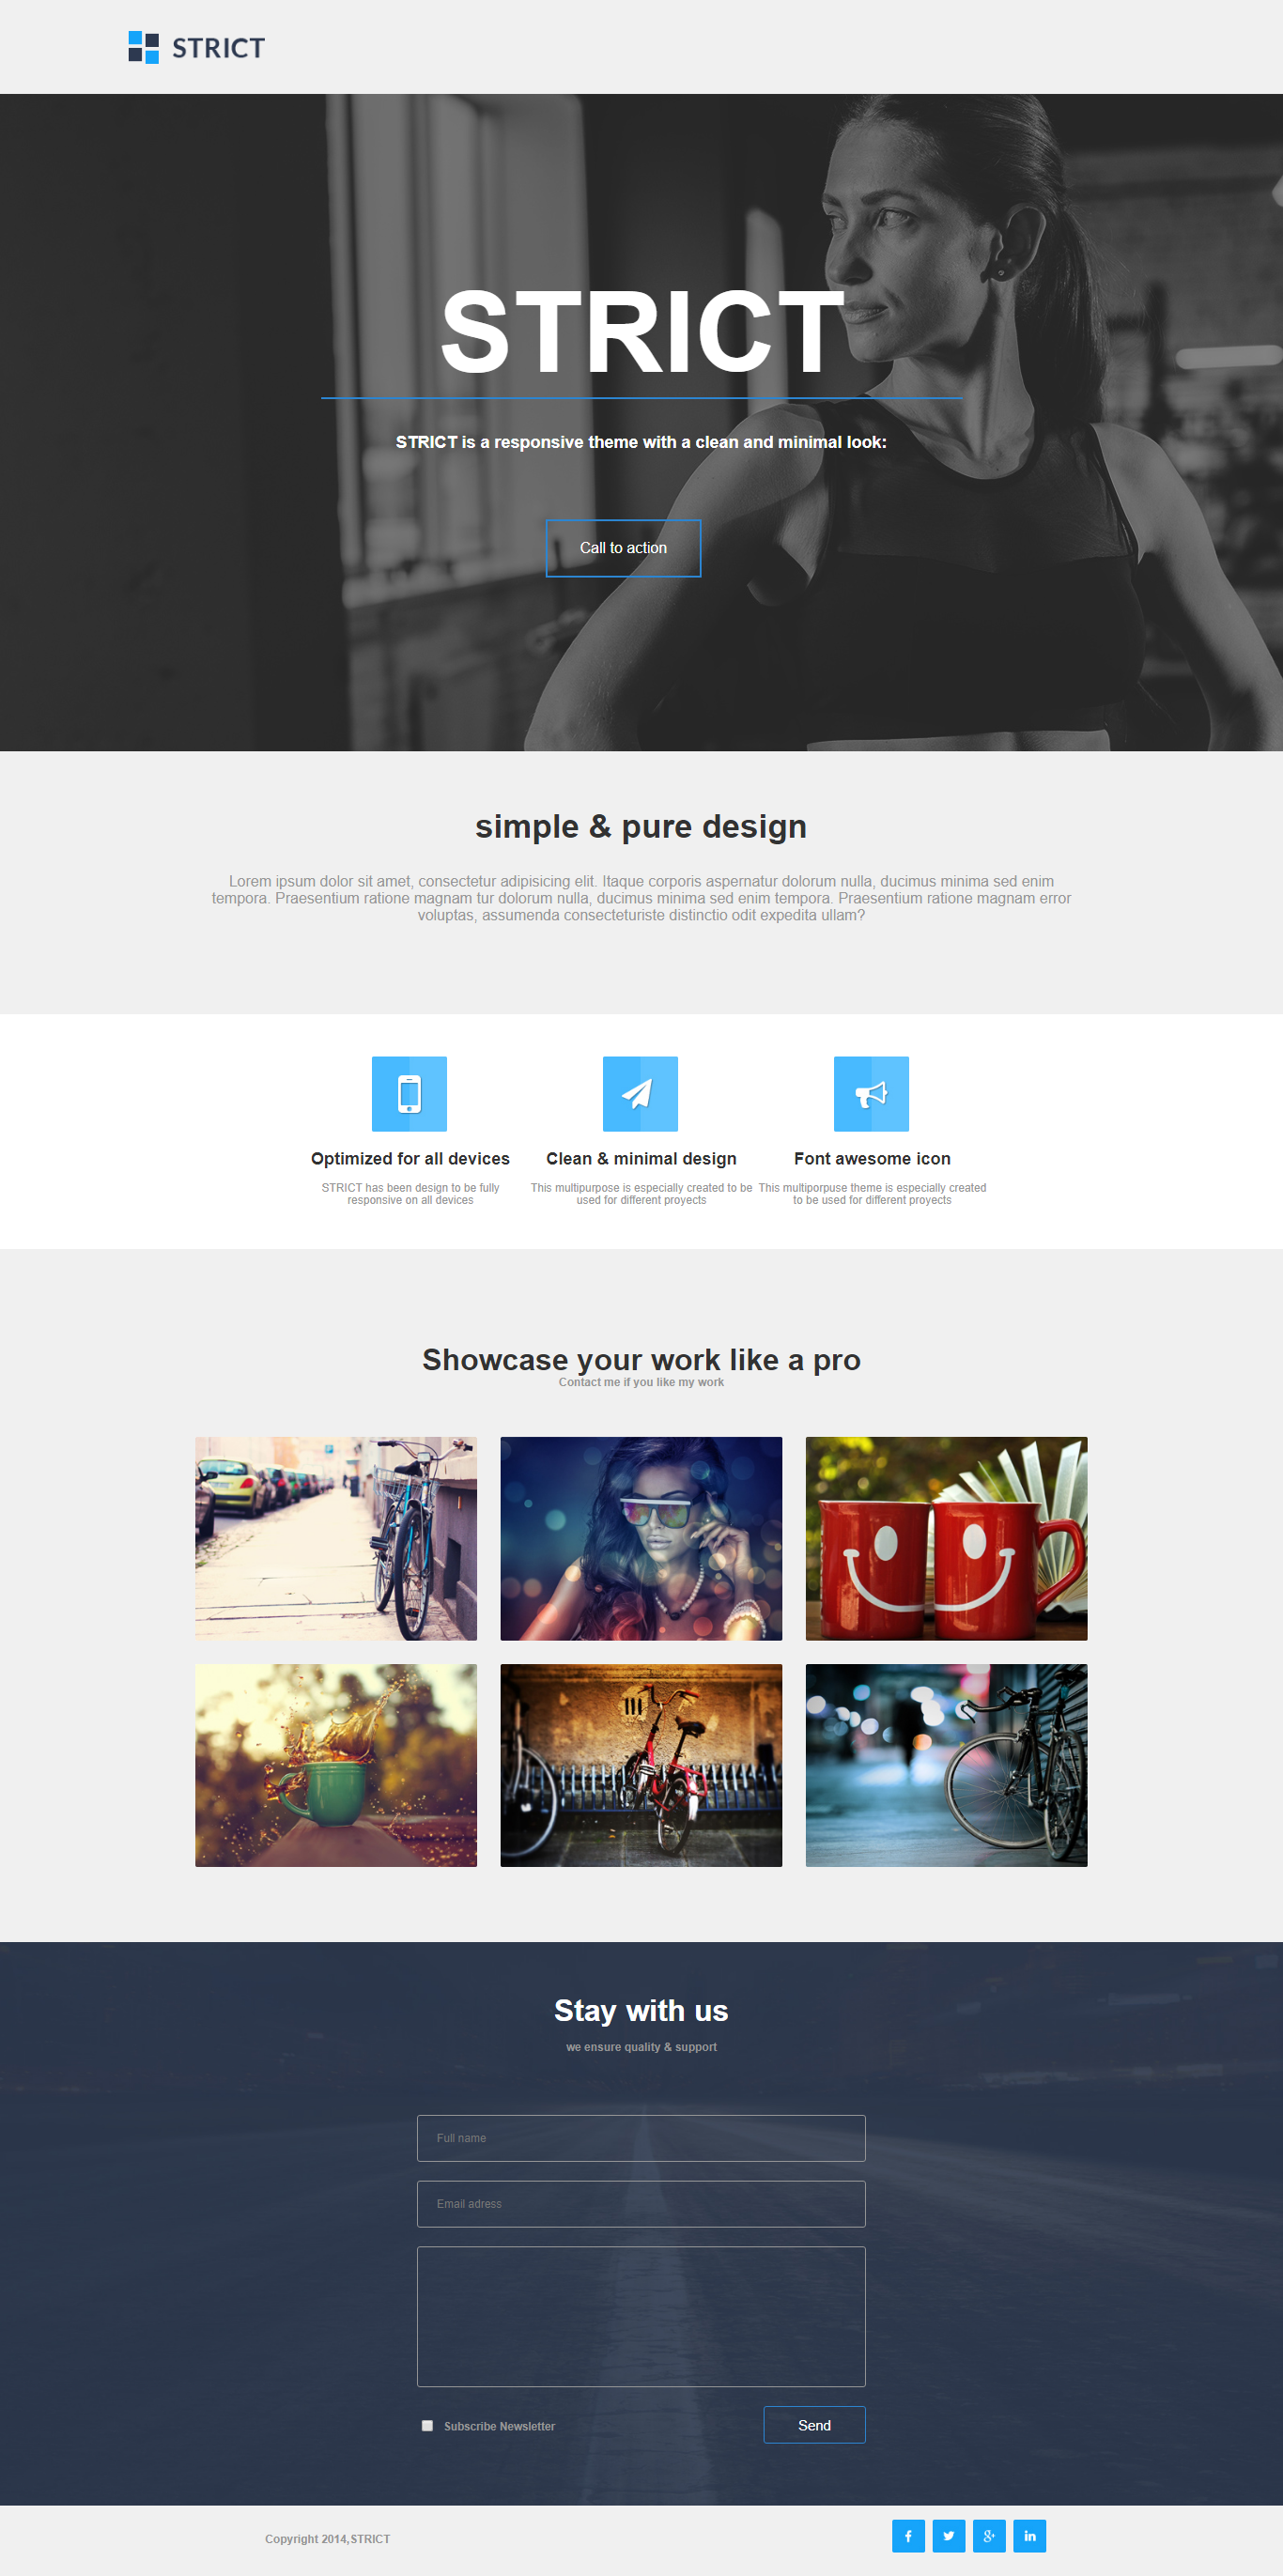 STRICT
STRICT
STRICT is a responsive theme with a clean and minimal look:
Call to action
simple & pure design
Lorem ipsum dolor sit amet, consectetur adipisicing elit. Itaque corporis aspernatur dolorum nulla, ducimus minima sed enim
tempora. Praesentium ratione magnam tur dolorum nulla, ducimus minima sed enim tempora. Praesentium ratione magnam error
voluptas, assumenda consecteturiste distinctio odit expedita ullam?
Optimized for all devices
STRICT has been design to be fully
responsive on all devices
Clean & minimal design
This multipurpose is especially created to be
used for different proyects
Font awesome icon
This multiporpuse theme is especially created
to be used for different proyects
Showcase your work like a pro
Contact me if you like my work
Stay with us
we ensure quality & support
Full name
Email adress
Subscribe Newsletter
Send
Copyright 2014,STRICT